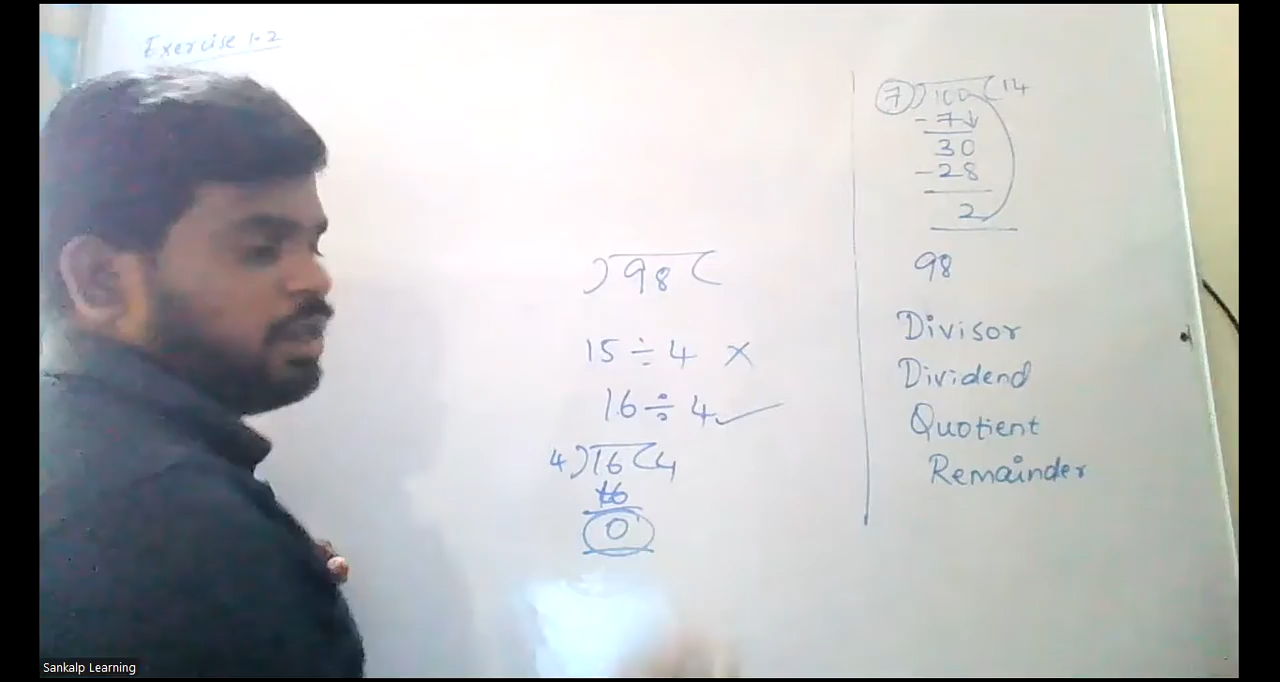 Exercise 1.2
)98(
15 ÷ 4 ×
16 ÷ 4 ✓
4)16(4
16
0
7)100(14
-7↓
30
-28
2
98
Divisor
Dividend
Quotient
Remainder
Sankalp Learning